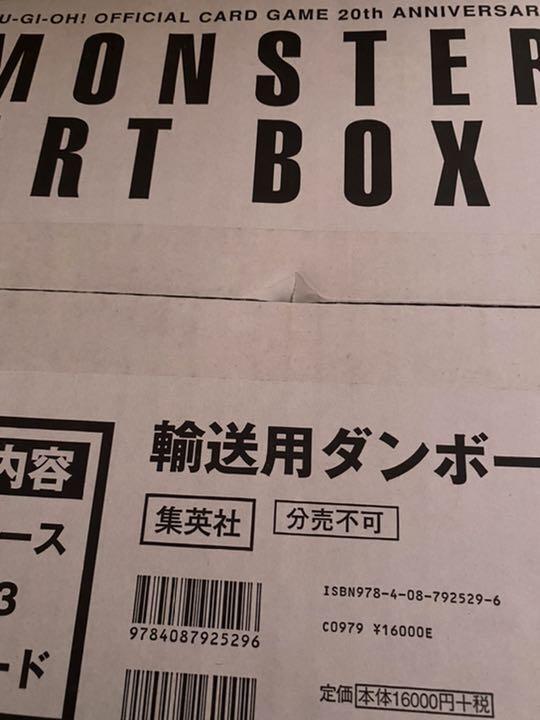 U-GI-OH! OFFICIAL CARD GAME 20th ANNIVERSAR
MONSTER
RT BOX
内容
ース
3
ード
輸送用ダンボー
集英社
分売不可
9784087925296
ISBN978-4-08-792529-6
C0979 ¥16000E
定価 本体16000円+税